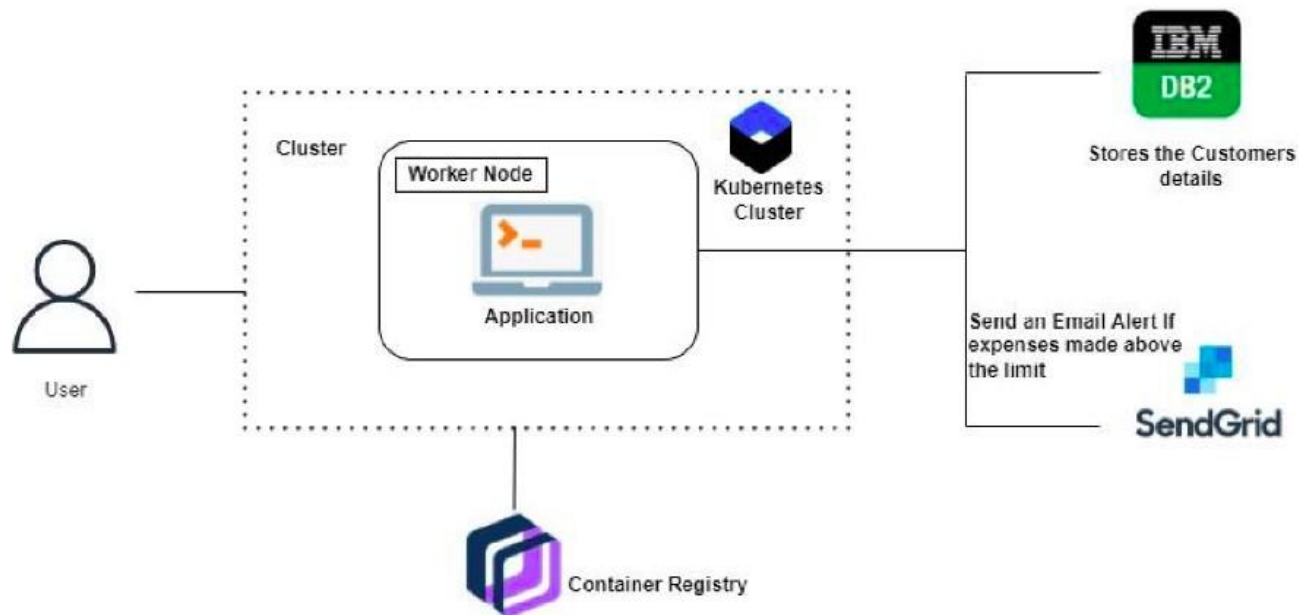 IBM
DB2
Stores the Customers
details
Cluster
Worker Node
Kubernetes
Cluster
Application
User
Send an Email Alert If
expenses made above
the limit
SendGrid
Container Registry